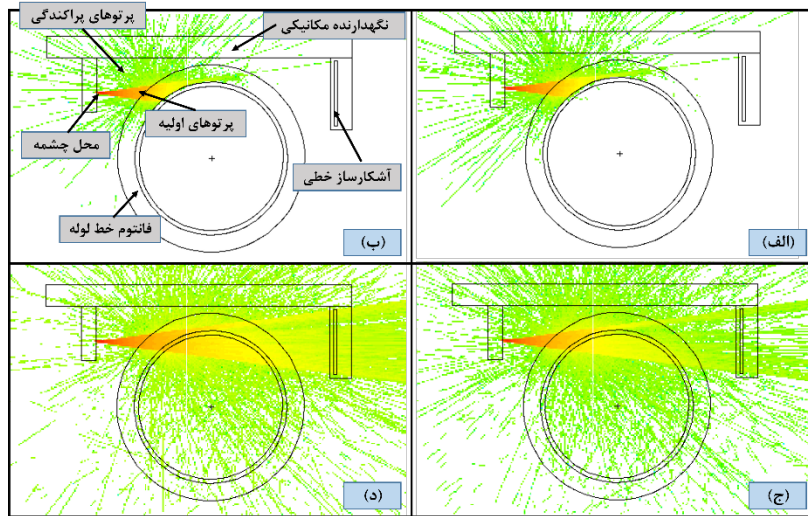 پرتوهای پراکندگی
نگهدارنده مکانیکی
محل چشمه
پرتوهای اولیه
آشکارساز خطی
فانتوم خط لوله
(ب)
(الف)
(د)
(ج)